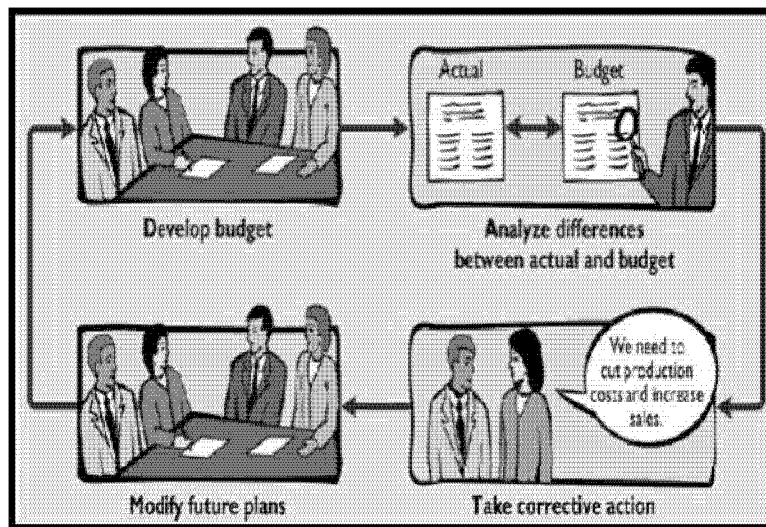 Actual
Budget
Develop budget
Analyze differences
between actual and budget
We need to
cut production
costs and increase
sales.
Modify future plans
Take corrective action